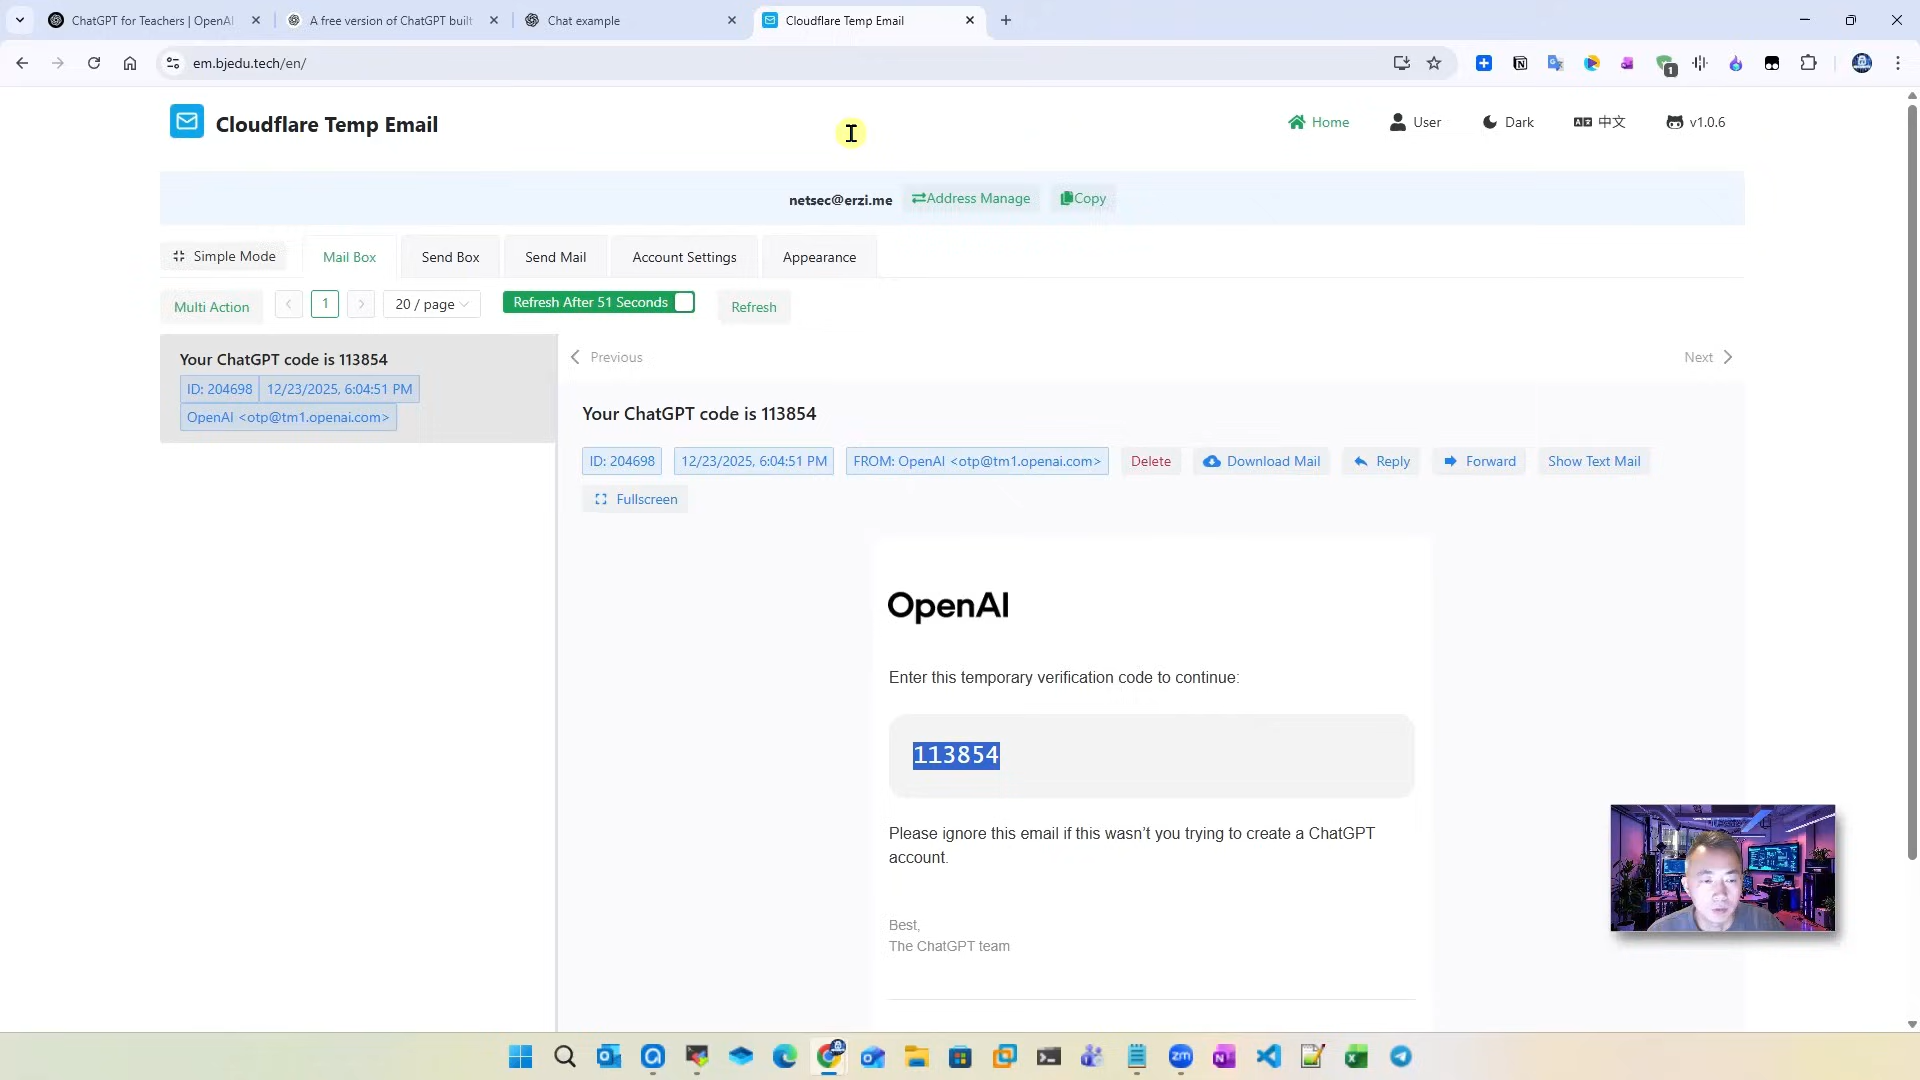 ChatGPT for Teachers | OpenAI
A free version of ChatGPT built
Chat example
Cloudflare Temp Email
em.bjedu.tech/en/
1
Cloudflare Temp Email
Home
User
Dark
中文
v1.0.6
netsec@erzi.me
Address Manage
Copy
Simple Mode
Mail Box
Send Box
Send Mail
Account Settings
Appearance
Multi Action
1
20 / page
Refresh After 51 Seconds
Refresh
Your ChatGPT code is 113854
ID: 204698
12/23/2025, 6:04:51 PM
OpenAI <otp@tm1.openai.com>
Previous
Next
Your ChatGPT code is 113854
ID: 204698
12/23/2025, 6:04:51 PM
FROM: OpenAI <otp@tm1.openai.com>
Delete
Download Mail
Reply
Forward
Show Text Mail
Fullscreen
OpenAI
Enter this temporary verification code to continue:
113854
Please ignore this email if this wasn't you trying to create a ChatGPT
account.
Best,
The ChatGPT team